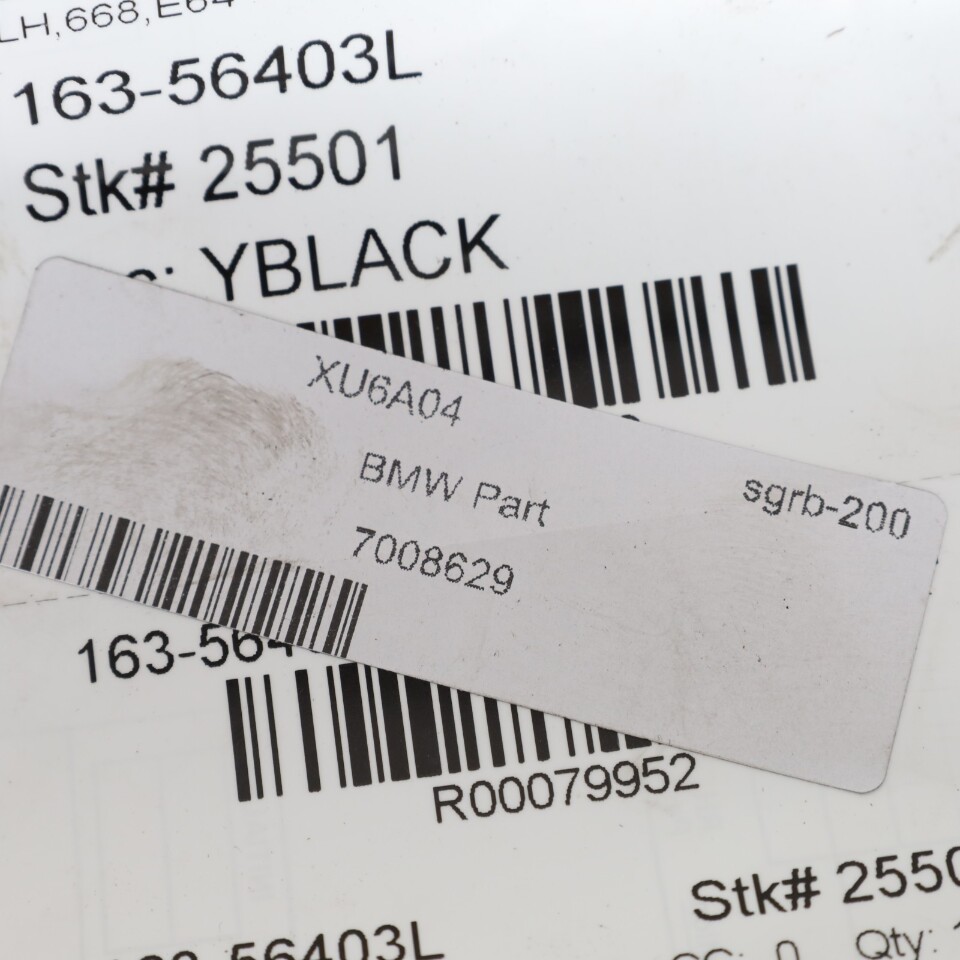 LH,668,E64
163-56403L
Stk# 25501
YBLACK
XU6A04
BMW Part
sgrb-200
7008629
163-564
R00079952
Stk# 2550
56403L
Qty: